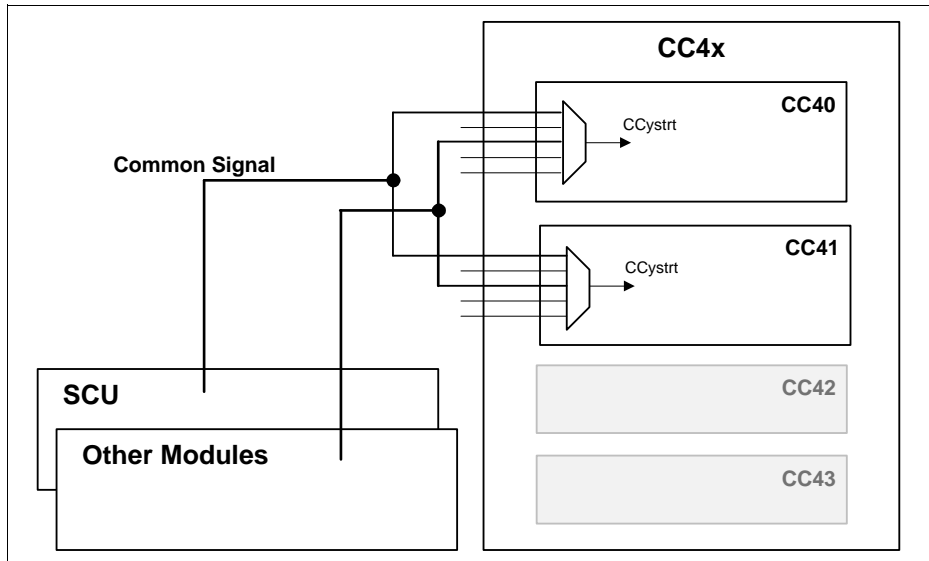 CC4x
CC40
CCystrt
Common Signal
CC41
CCystrt
SCU
CC42
Other Modules
CC43